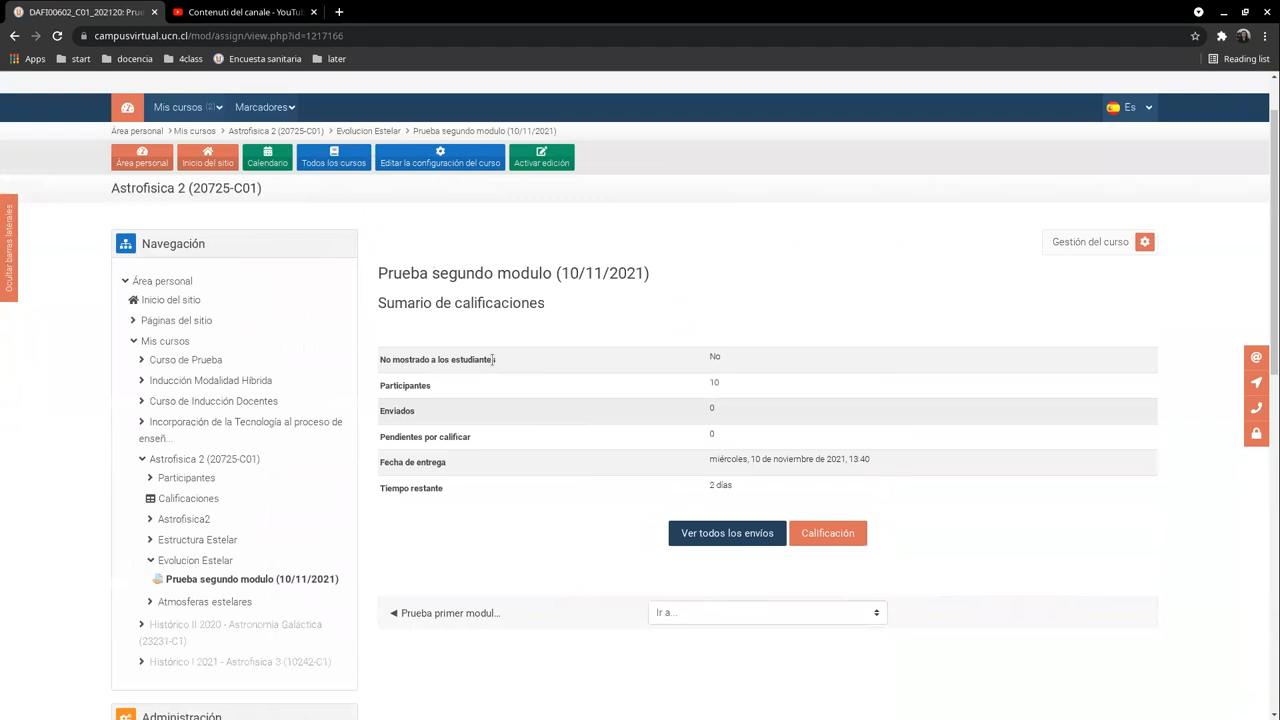 DAFI00602_C01_202120: Prue
Contenuti del canale - YouTu
campusvirtual.ucn.cl/mod/assign/view.php?id=1217166
Apps start docencia 4class Encuesta sanitaria later Reading list
Mis cursos (2) Marcadores Es
Área personal > Mis cursos > Astrofisica 2 (20725-C01) > Evolucion Estelar > Prueba segundo modulo (10/11/2021)
Área personal Inicio del sitio Calendario Todos los cursos Editar la configuración del curso Activar edición
Astrofisica 2 (20725-C01)
Ocultar barras laterales
Navegación
Área personal
Inicio del sitio
Páginas del sitio
Mis cursos
Curso de Prueba
Inducción Modalidad Hibrida
Curso de Inducción Docentes
Incorporación de la Tecnología al proceso de
enseñ...
Astrofisica 2 (20725-C01)
Participantes
Calificaciones
Astrofisica2
Estructura Estelar
Evolucion Estelar
Prueba segundo modulo (10/11/2021)
Atmosferas estelares
Histórico II 2020 - Astronomía Galáctica
(23231-C1)
Histórico I 2021 - Astrofisica 3 (10242-C1)
Administración
Gestión del curso
Prueba segundo modulo (10/11/2021)
Sumario de calificaciones
No mostrado a los estudiantes No
Participantes 10
Enviados 0
Pendientes por calificar 0
Fecha de entrega miércoles, 10 de noviembre de 2021, 13:40
Tiempo restante 2 días
Ver todos los envíos Calificación
◄ Prueba primer modul... Ir a...